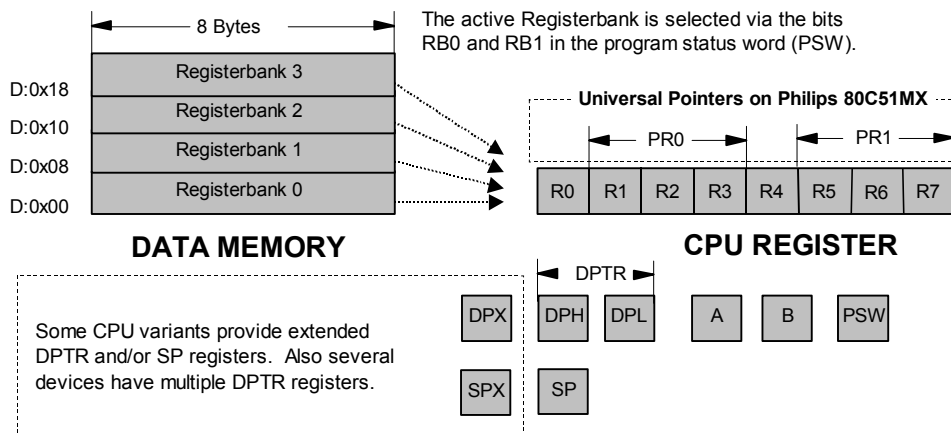 8 Bytes
The active Registerbank is selected via the bits
RB0 and RB1 in the program status word (PSW).
Registerbank 3
D:0x18
Registerbank 2
D:0x10
Registerbank 1
D:0x08
Registerbank 0
D:0x00
Universal Pointers on Philips 80C51MX
PR0 PR1
R0 R1 R2 R3 R4 R5 R6 R7
DATA MEMORY
CPU REGISTER
DPTR
DPX DPH DPL A B PSW
Some CPU variants provide extended
DPTR and/or SP registers. Also several
devices have multiple DPTR registers.
SPX SP